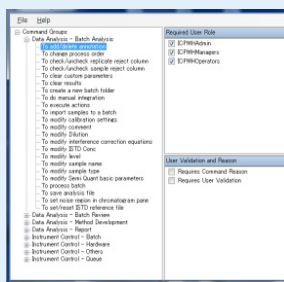 File Help
Command Groups
Data Analysis - Batch Analysis
To add/delete annotation
To change process order
To check/uncheck replicate reject column
To check/uncheck sample reject column
To clear custom parameters
To clear results
To create a new batch folder
To do manual integration
To execute actions
To import samples to a batch
To modify calibration settings
To modify comment
To modify Dilution
To modify interference correction equations
To modify ISTD Conc
To modify level
To modify sample name
To modify sample type
To modify Semi Quant basic parameters
To process batch
To save analysis file
To set noise region in chromatogram pane
To set/reset ISTD reference file
Data Analysis - Batch Review
Data Analysis - Method Development
Data Analysis - Report
Instrument Control - Batch
Instrument Control - Hardware
Instrument Control - Others
Instrument Control - Queue
Required User Role
ICPMHAdmin
ICPMHManagers
ICPMHOperators
User Validation and Reason
Requires Command Reason
Requires User Validation